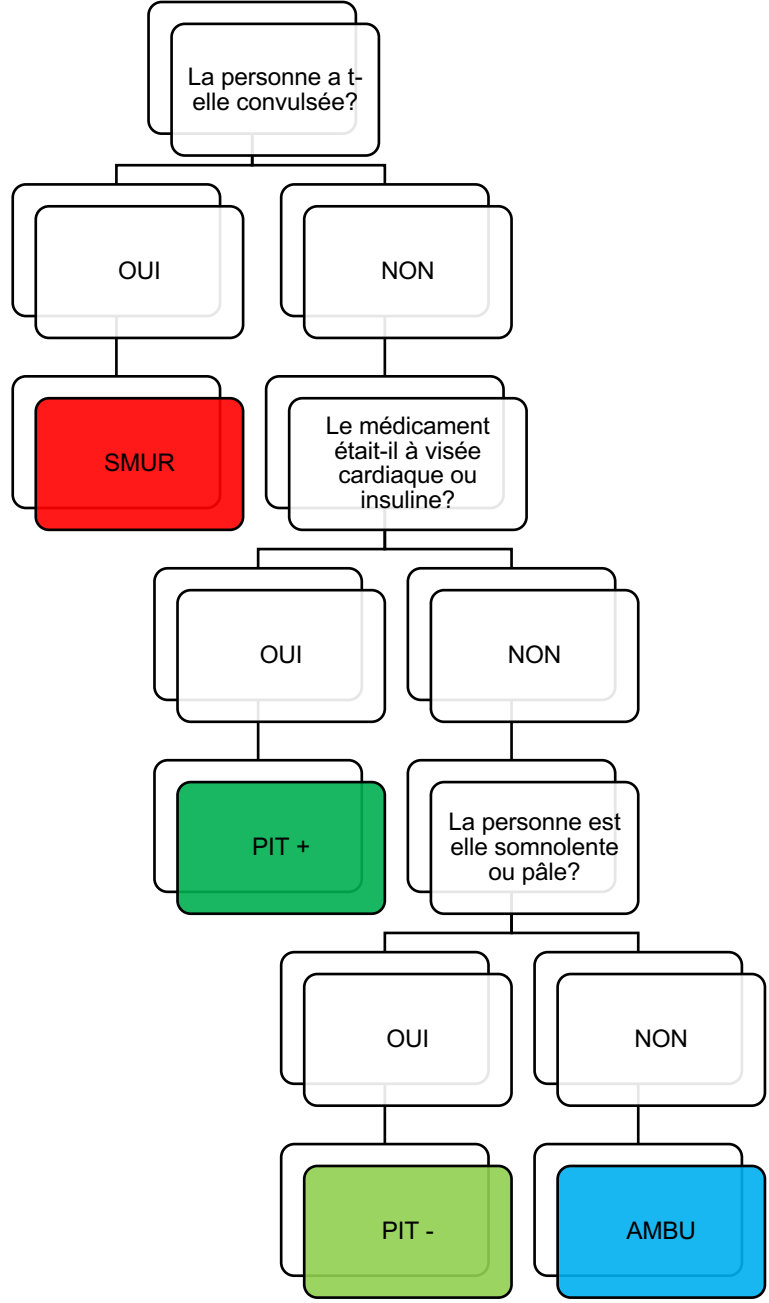 La personne a t-
elle convulsée?
OUI
NON
SMUR
Le médicament
était-il à visée
cardiaque ou
insuline?
OUI
NON
PIT +
La personne est
elle somnolente
ou pâle?
OUI
NON
PIT -
AMBU